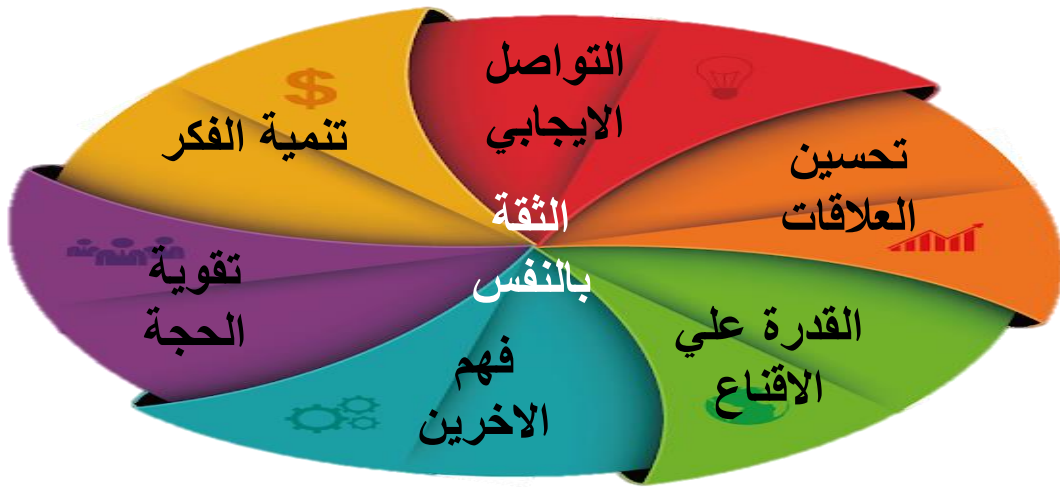 التواصل
الايجابي
تحسين
العلاقات
القدرة علي
الاقناع
فهم
الاخرين
تقوية
الحجة
تنمية الفكر
الثقة
بالنفس
$